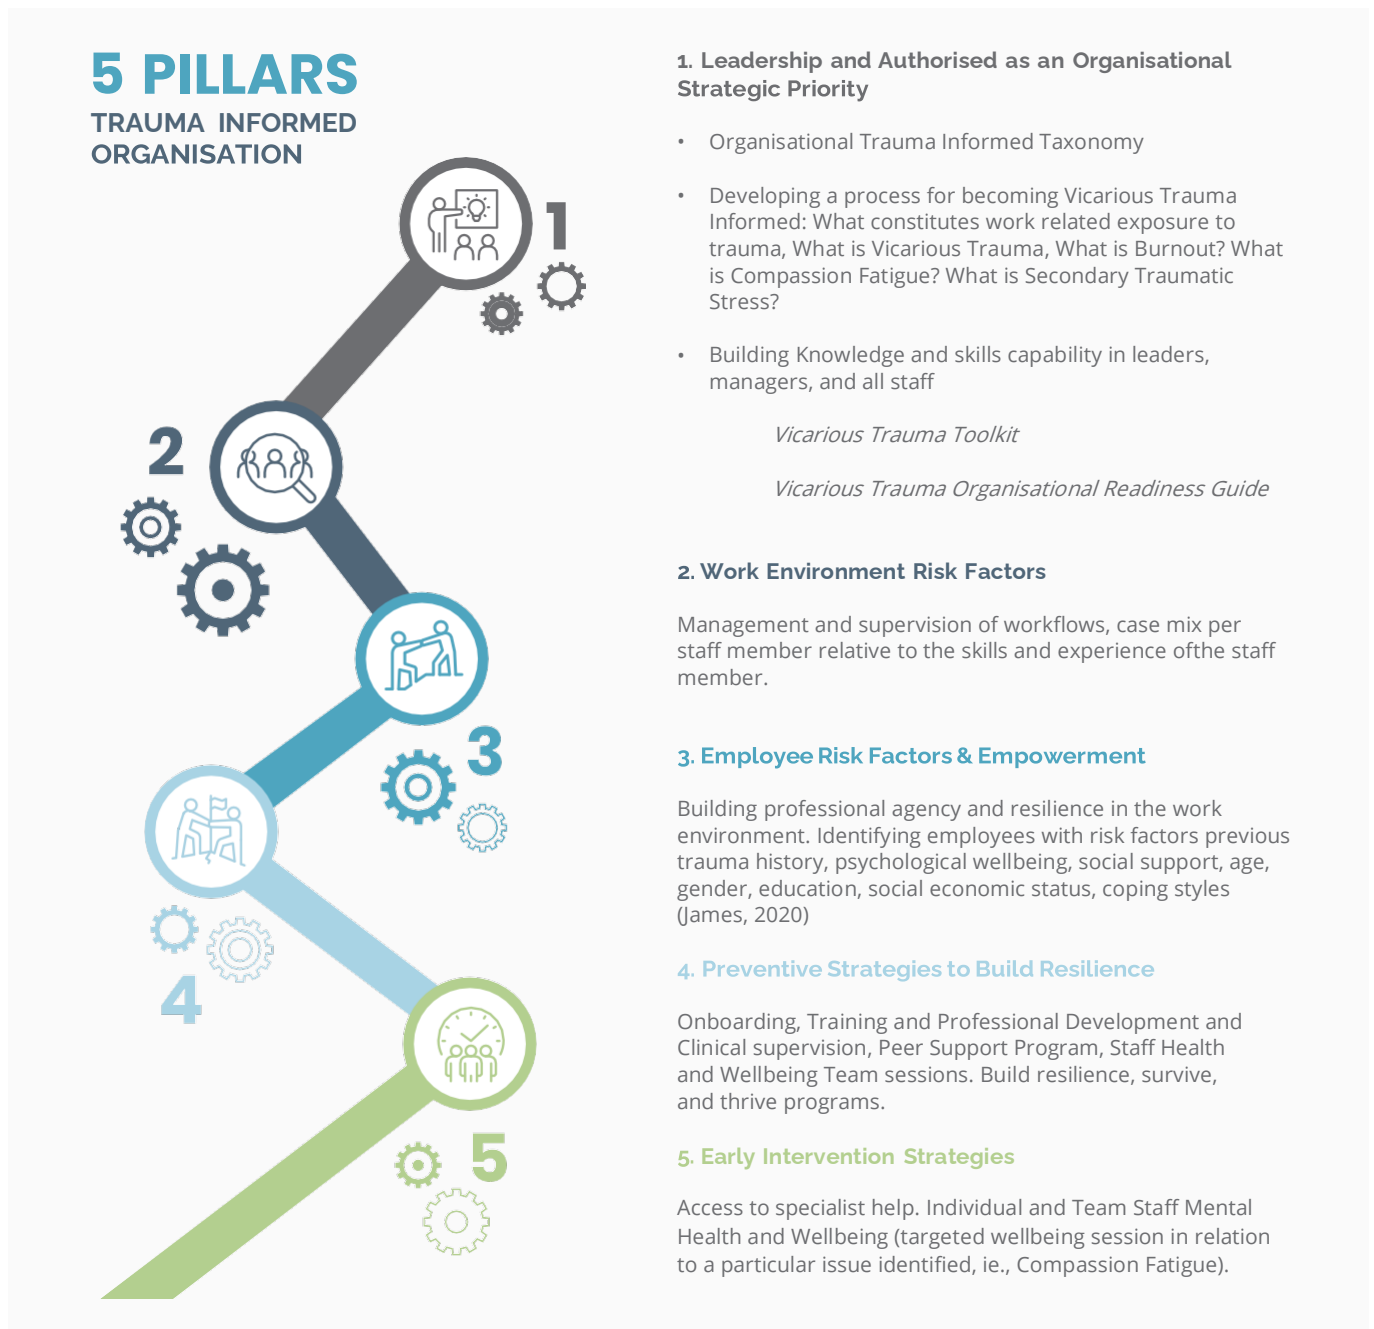 5 PILLARS
TRAUMA INFORMED
ORGANISATION
1
2
3
4
5
1. Leadership and Authorised as an Organisational
Strategic Priority
• Organisational Trauma Informed Taxonomy
• Developing a process for becoming Vicarious Trauma
Informed: What constitutes work related exposure to
trauma, What is Vicarious Trauma, What is Burnout? What
is Compassion Fatigue? What is Secondary Traumatic
Stress?
• Building Knowledge and skills capability in leaders,
managers, and all staff
Vicarious Trauma Toolkit
Vicarious Trauma Organisational Readiness Guide
2. Work Environment Risk Factors
Management and supervision of workflows, case mix per
staff member relative to the skills and experience ofthe staff
member.
3. Employee Risk Factors & Empowerment
Building professional agency and resilience in the work
environment. Identifying employees with risk factors previous
trauma history, psychological wellbeing, social support, age,
gender, education, social economic status, coping styles
(James, 2020)
4. Preventive Strategies to Build Resilience
Onboarding, Training and Professional Development and
Clinical supervision, Peer Support Program, Staff Health
and Wellbeing Team sessions. Build resilience, survive,
and thrive programs.
5. Early Intervention Strategies
Access to specialist help. Individual and Team Staff Mental
Health and Wellbeing (targeted wellbeing session in relation
to a particular issue identified, ie., Compassion Fatigue).